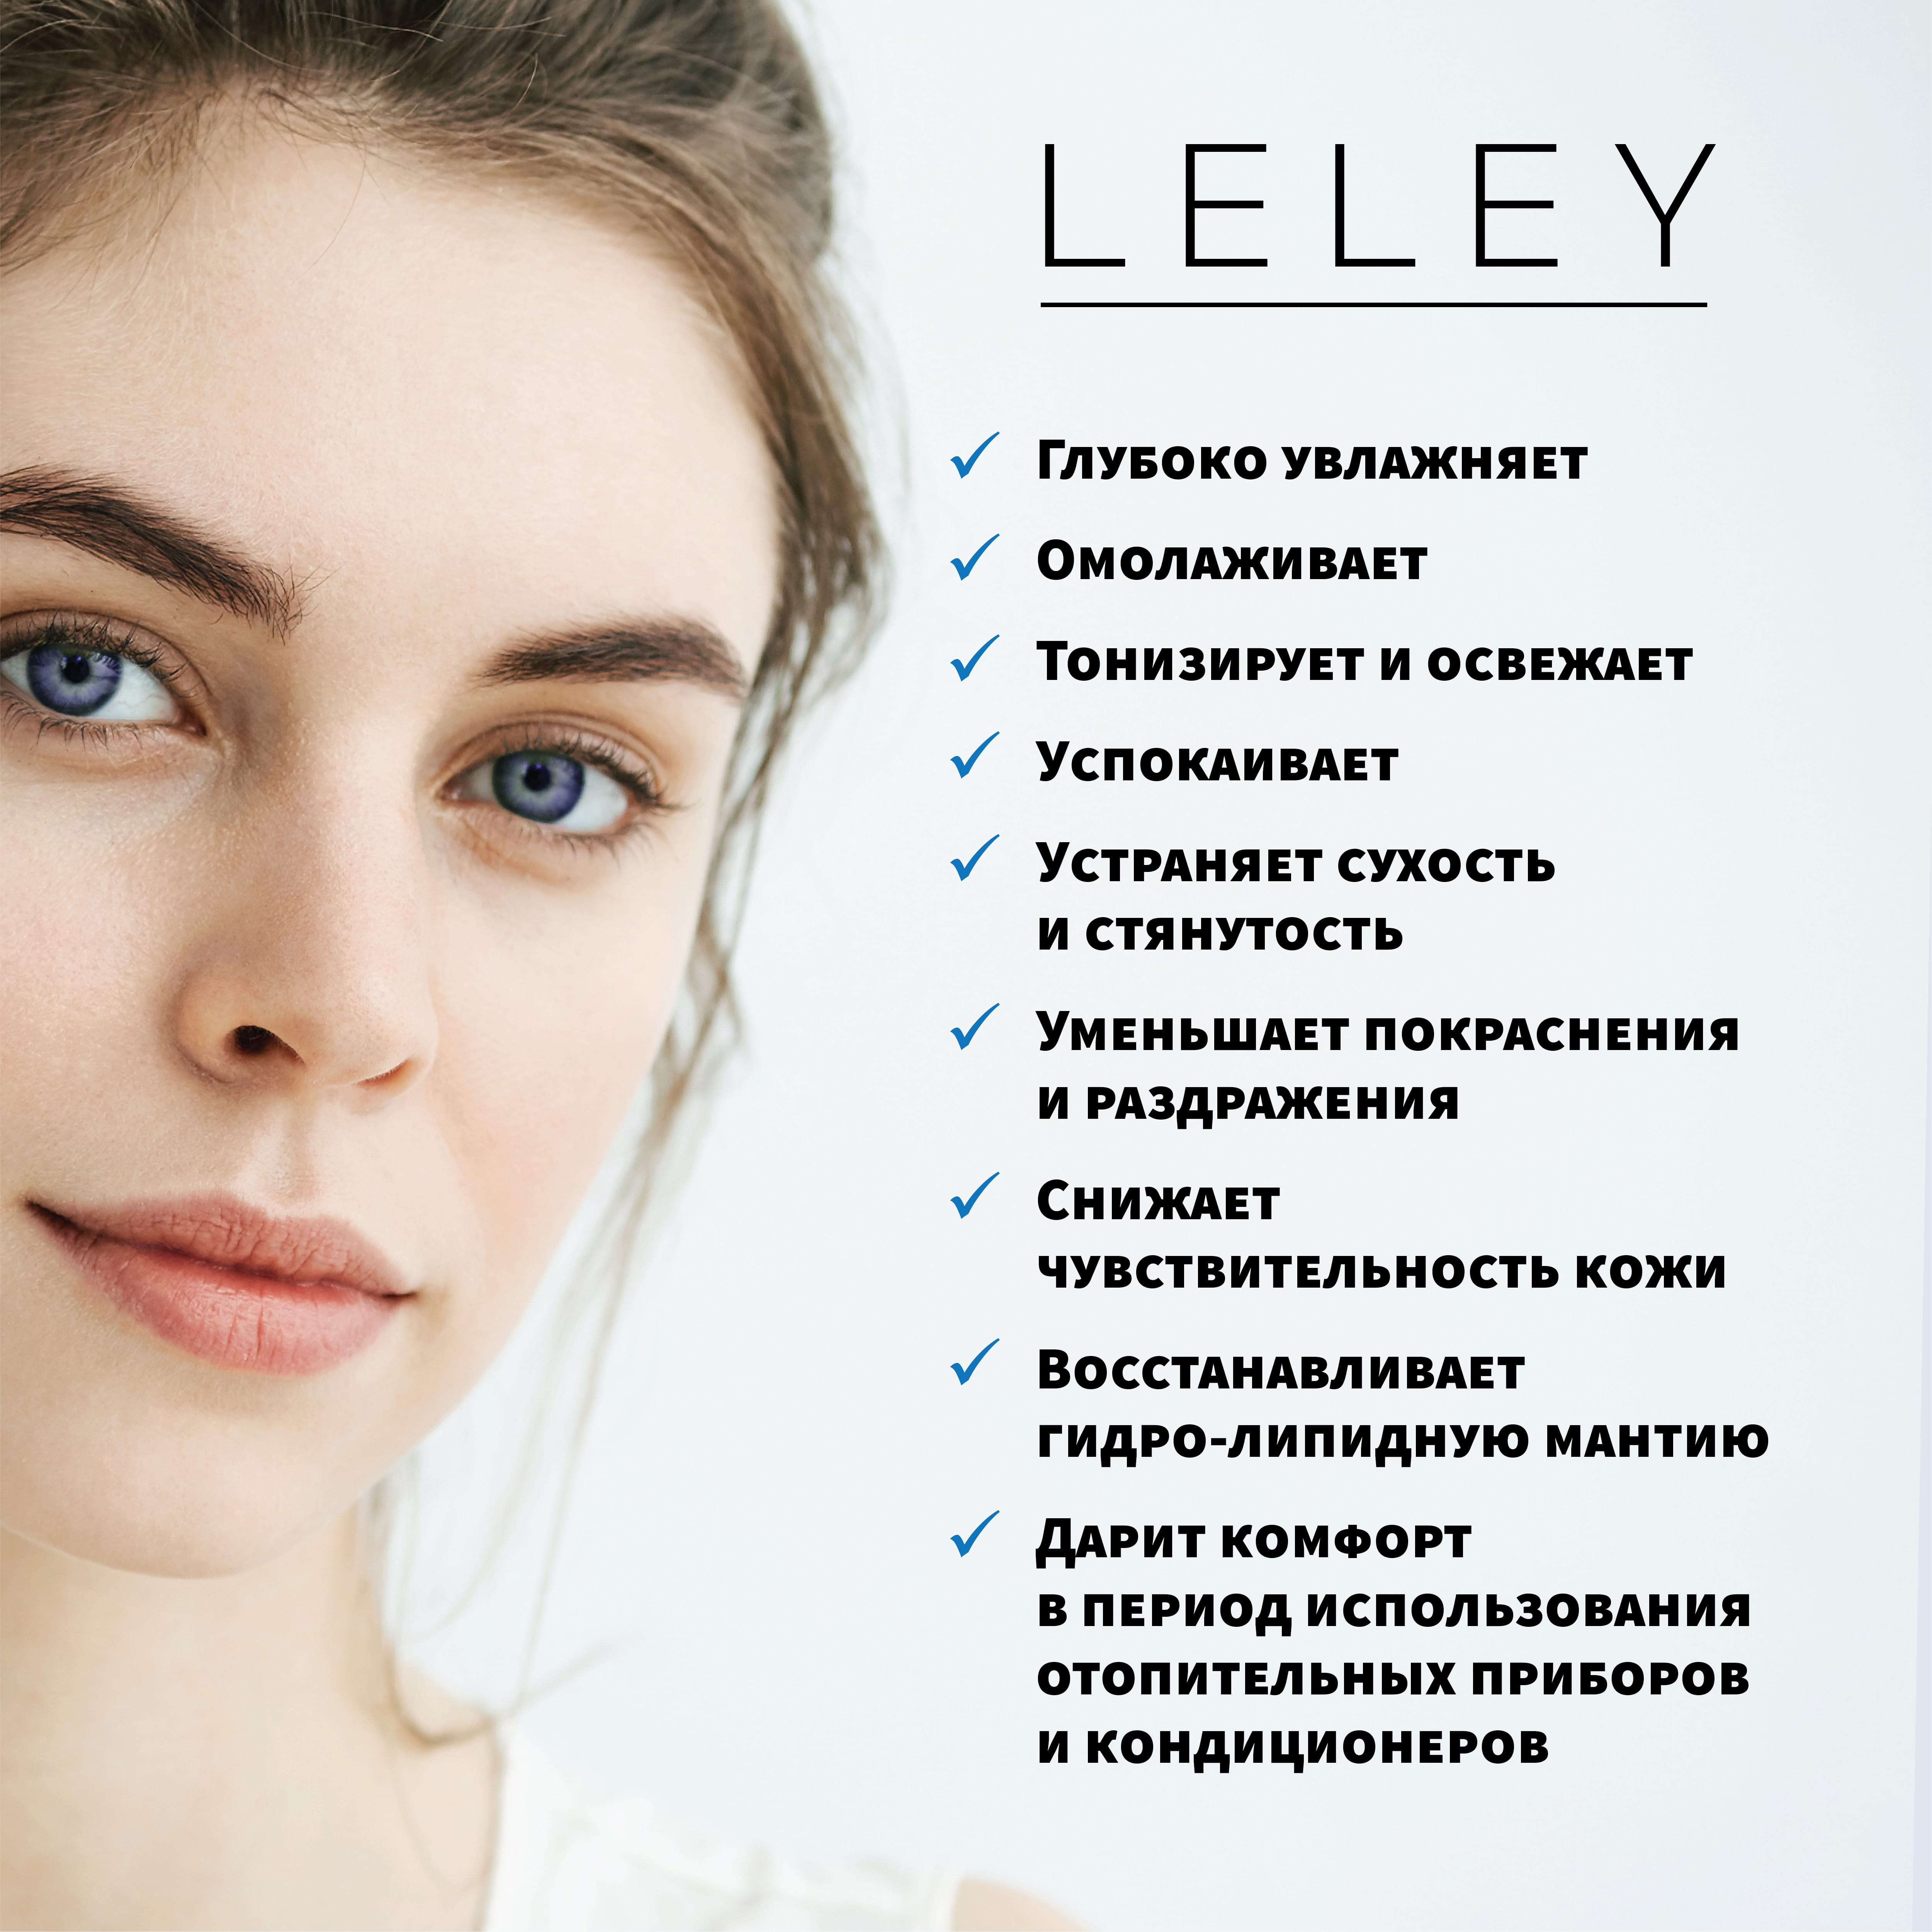 LELEY
Глубоко увлажняет
Омолаживает
Тонизирует и освежает
Успокаивает
Устраняет сухость
и стянутость
Уменьшает покраснения
и раздражения
Снижает
чувствительность кожи
Восстанавливает
гидро-липидную мантию
Дарит комфорт
в период использования
отопительных приборов
и кондиционеров